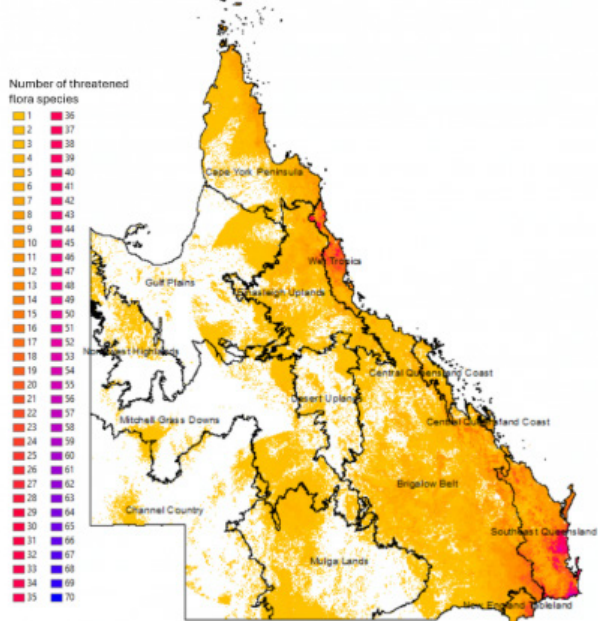 Number of threatened
flora species
1 36
2 37
3 38
4 39
5 40
6 41
7 42
8 43
9 44
10 45
11 46
12 47
13 48
14 49
15 50
16 51
17 52
18 53
19 54
20 55
21 56
22 57
23 58
24 59
25 60
26 61
27 62
28 63
29 64
30 65
31 66
32 67
33 68
34 69
35 70
Cape York Peninsula
Wet Tropics
Gulf Plains
Einasleigh Uplands
Northwest Highlands
Central Queensland Coast
Desert Uplands
Mitchell Grass Downs
Central Queensland Coast
Brigalow Belt
Channel Country
Southeast Queensland
Mulga Lands
New England Tableland